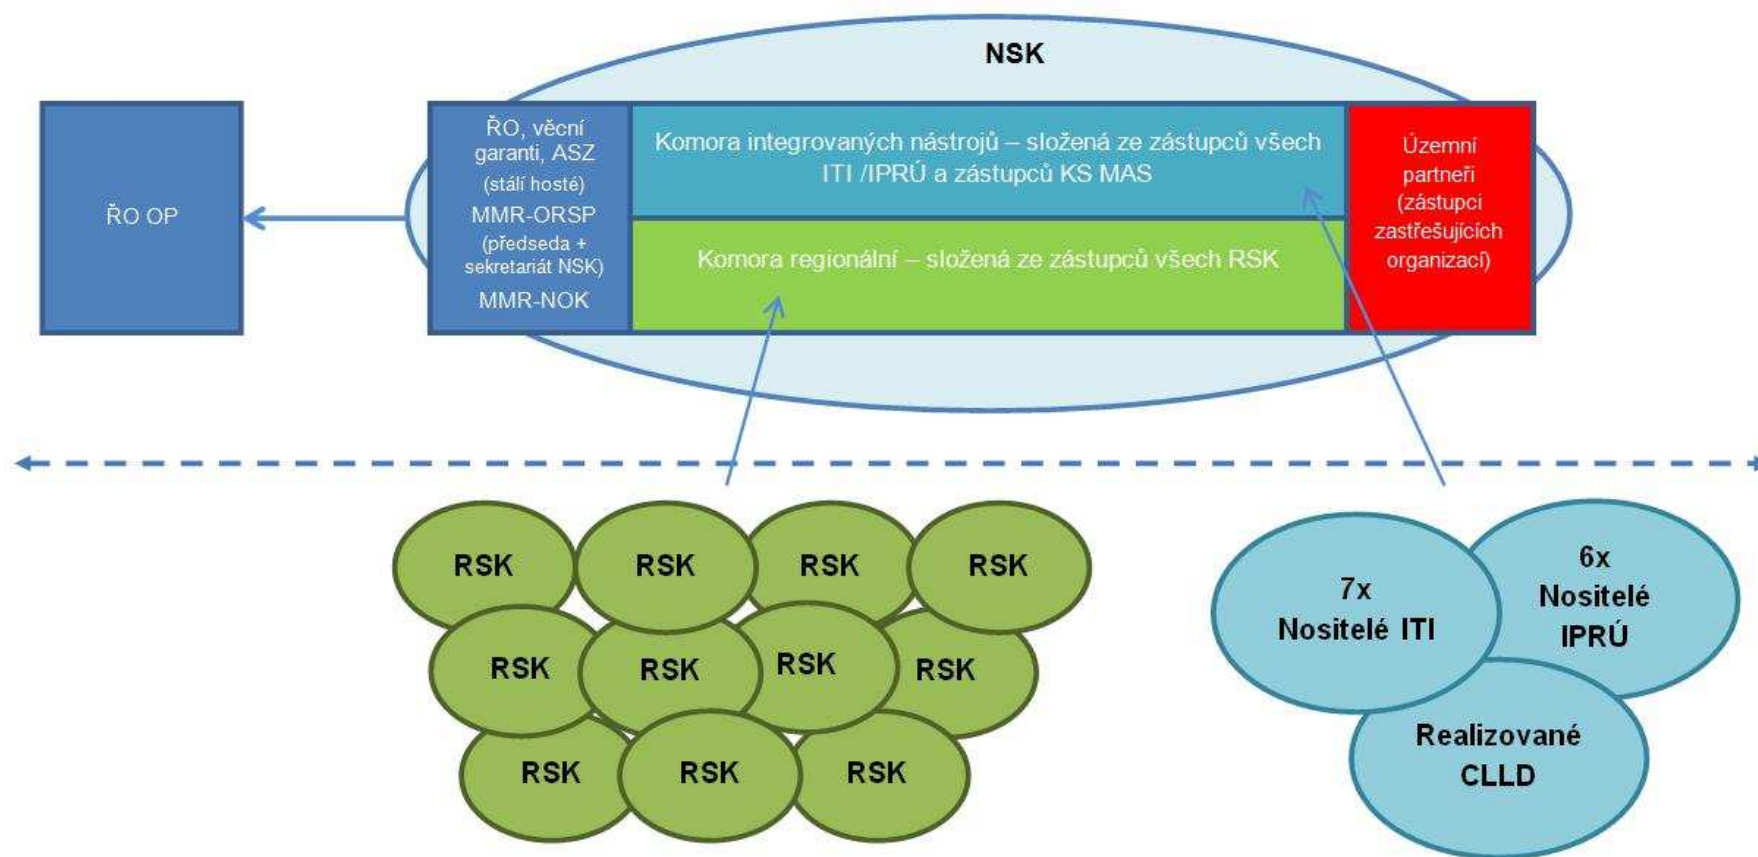 NSK
ŘO OP
ŘO, věcní
garanti, ASZ
(stálí hosté)
MMR-ORSP
(předseda +
sekretariát NSK)
MMR-NOK
Komora integrovaných nástrojů – složená ze zástupců všech
ITI /IPRÚ a zástupců KS MAS
Komora regionální – složená ze zástupců všech RSK
Územní
partneři
(zástupci
zastřešujících
organizací)
RSK
RSK
RSK
RSK
RSK
RSK
RSK
RSK
RSK
RSK
RSK
7x
Nositelé ITI
6x
Nositelé
IPRÚ
Realizované
CLLD